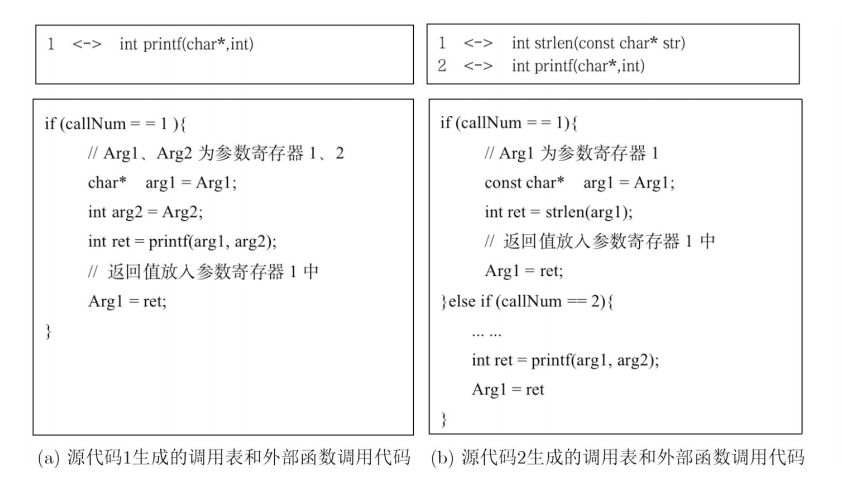 1 <-> int printf(char*,int)
if (callNum = = 1 ){
// Arg1、Arg2 为参数寄存器 1、2
char* arg1 = Arg1;
int arg2 = Arg2;
int ret = printf(arg1, arg2);
// 返回值放入参数寄存器 1 中
Arg1 = ret;
}
(a) 源代码1生成的调用表和外部函数调用代码
1 <-> int strlen(const char* str)
2 <-> int printf(char*,int)
if (callNum = = 1){
// Arg1 为参数寄存器 1
const char* arg1 = Arg1;
int ret = strlen(arg1);
// 返回值放入参数寄存器 1 中
Arg1 = ret;
}else if (callNum == 2){
... ...
int ret = printf(arg1, arg2);
Arg1 = ret
}
(b) 源代码2生成的调用表和外部函数调用代码